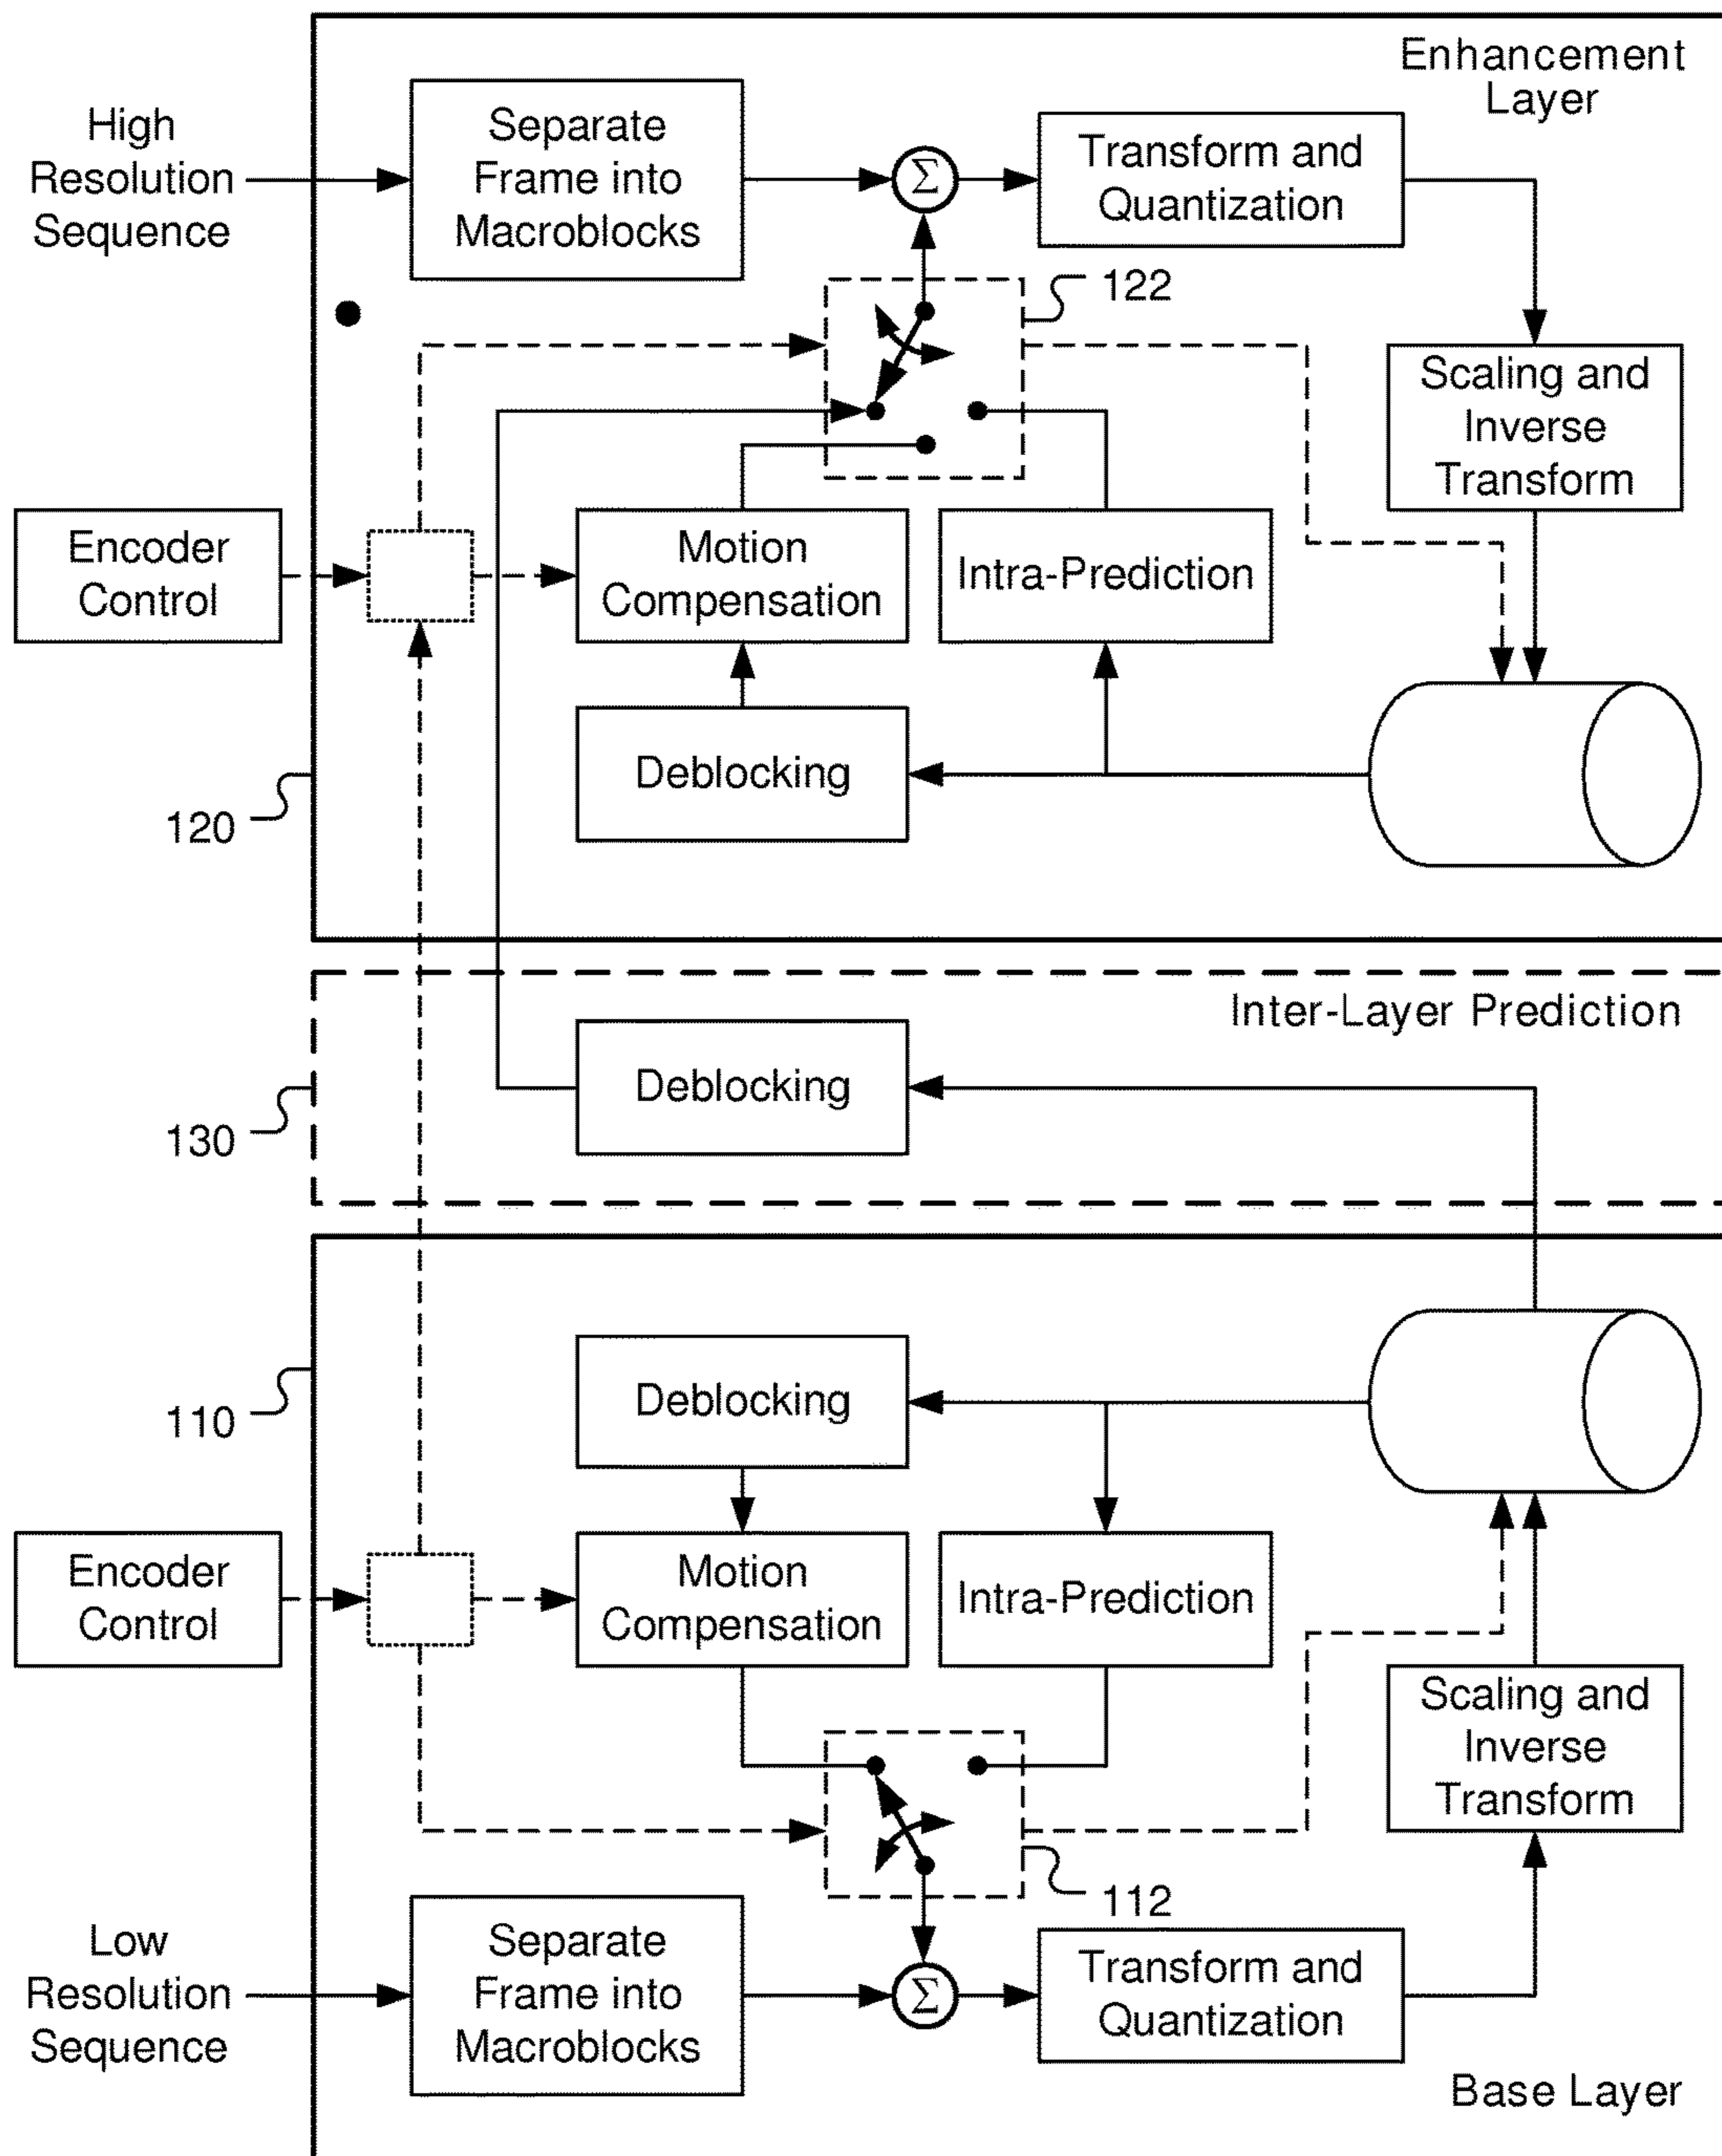 Enhancement
Layer
High
Resolution
Sequence
Separate
Frame into
Macroblocks
Σ
Transform and
Quantization
122
Scaling and
Inverse
Transform
Encoder
Control
Motion
Compensation
Intra-Prediction
Deblocking
120
Inter-Layer Prediction
Deblocking
130
Deblocking
110
Encoder
Control
Motion
Compensation
Intra-Prediction
Scaling and
Inverse
Transform
112
Low
Resolution
Sequence
Separate
Frame into
Macroblocks
Σ
Transform and
Quantization
Base Layer